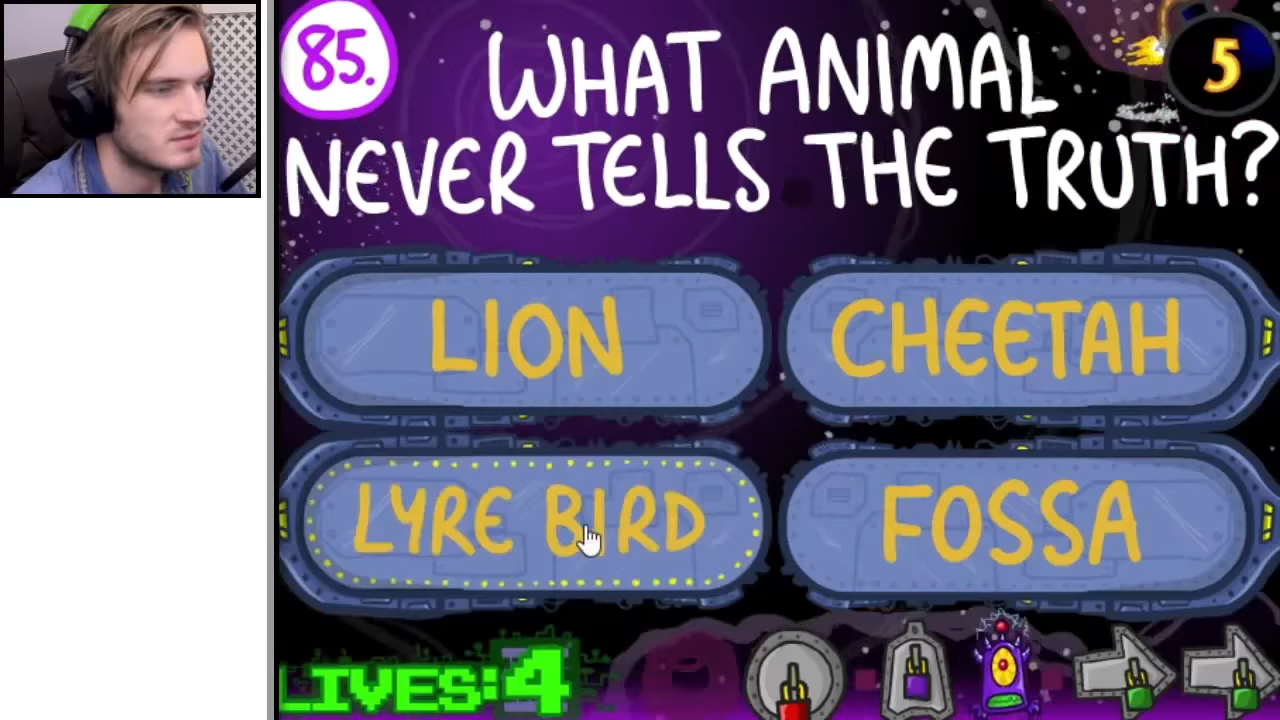 85.
WHAT ANIMAL
5
NEVER TELLS THE TRUTH?
LION
CHEETAH
LYRE BIRD
FOSSA
LIVES:4